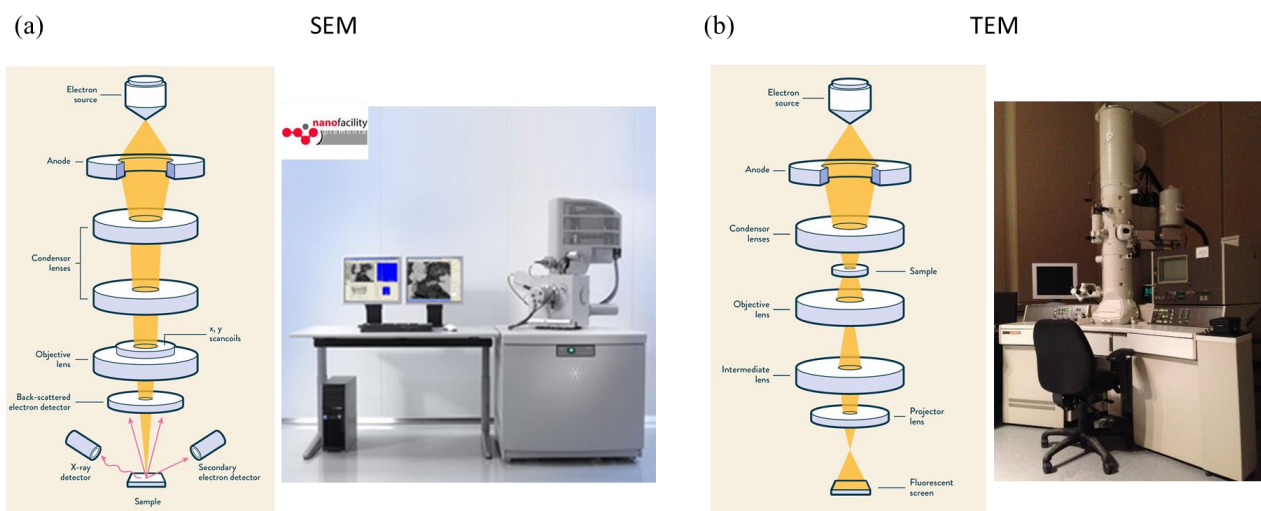 (a)
SEM
Electron
source
Anode
Condensor
lenses
x, y
scancoils
Objective
lens
Back-scattered
electron detector
X-ray
detector
Secondary
electron detector
Sample
nanofacility
piemonte
(b)
TEM
Electron
source
Anode
Condensor
lenses
Sample
Objective
lens
Intermediate
lens
Projector
lens
Fluorescent
screen